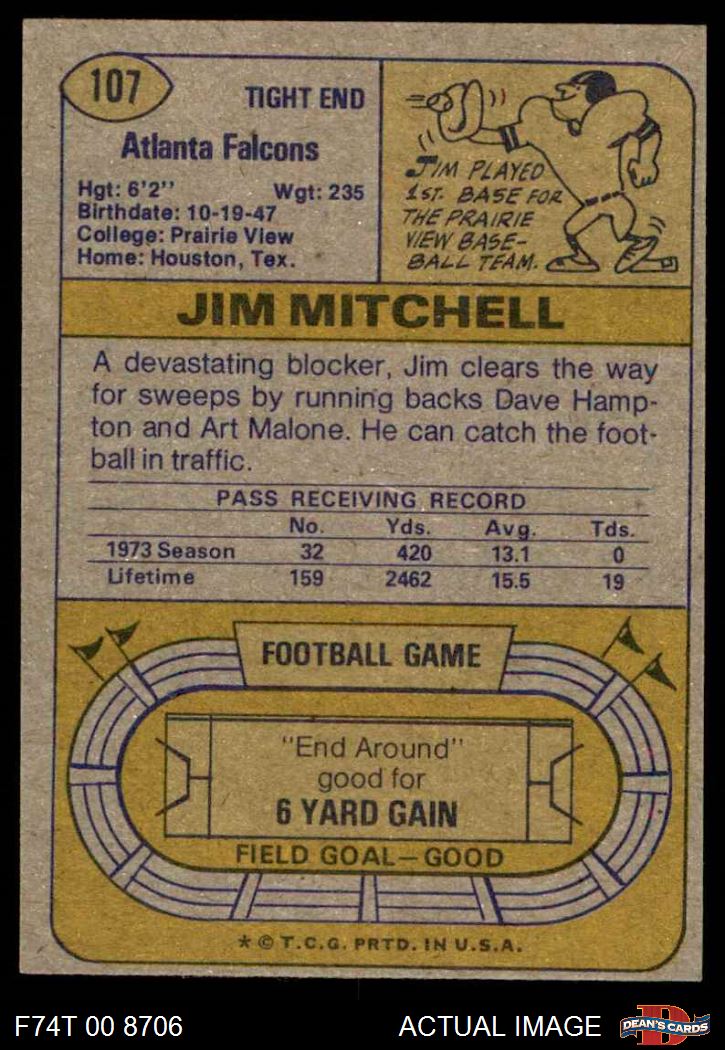 107
TIGHT END
Atlanta Falcons
Hgt: 6'2''
Wgt: 235
Birthdate: 10-19-47
College: Prairie View
Home: Houston, Tex.
JIM PLAYED
1ST. BASE FOR
THE PRAIRIE
VIEW BASE-
BALL TEAM.
JIM MITCHELL
A devastating blocker, Jim clears the way
for sweeps by running backs Dave Hamp-
ton and Art Malone. He can catch the foot-
ball in traffic.
PASS RECEIVING RECORD
No. Yds. Avg. Tds.
1973 Season 32 420 13.1 0
Lifetime 159 2462 15.5 19
FOOTBALL GAME
"End Around"
good for
6 YARD GAIN
FIELD GOAL—GOOD
* © T.C.G. PRTD. IN U.S.A.
F74T 00 8706
ACTUAL IMAGE
D
DEAN'S CARDS